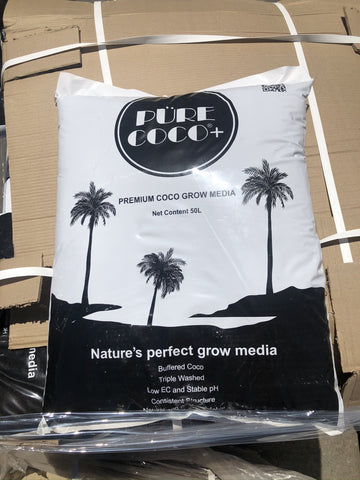 PÜRE
COCO®+
PREMIUM COCO GROW MEDIA
Net Content 50L
Nature's perfect grow media
Buffered Coco
Triple Washed
Low EC and Stable pH
Consistent Structure
media